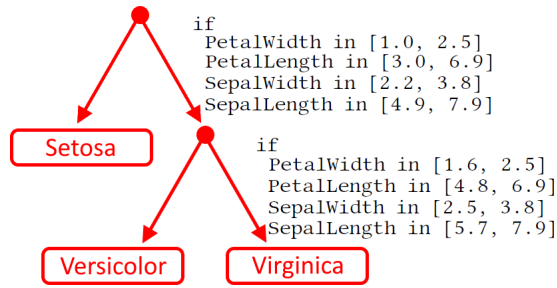 if
PetalWidth in [1.0, 2.5]
PetalLength in [3.0, 6.9]
SepalWidth in [2.2, 3.8]
SepalLength in [4.9, 7.9]
Setosa
if
PetalWidth in [1.6, 2.5]
PetalLength in [4.8, 6.9]
SepalWidth in [2.5, 3.8]
SepalLength in [5.7, 7.9]
Versicolor
Virginica